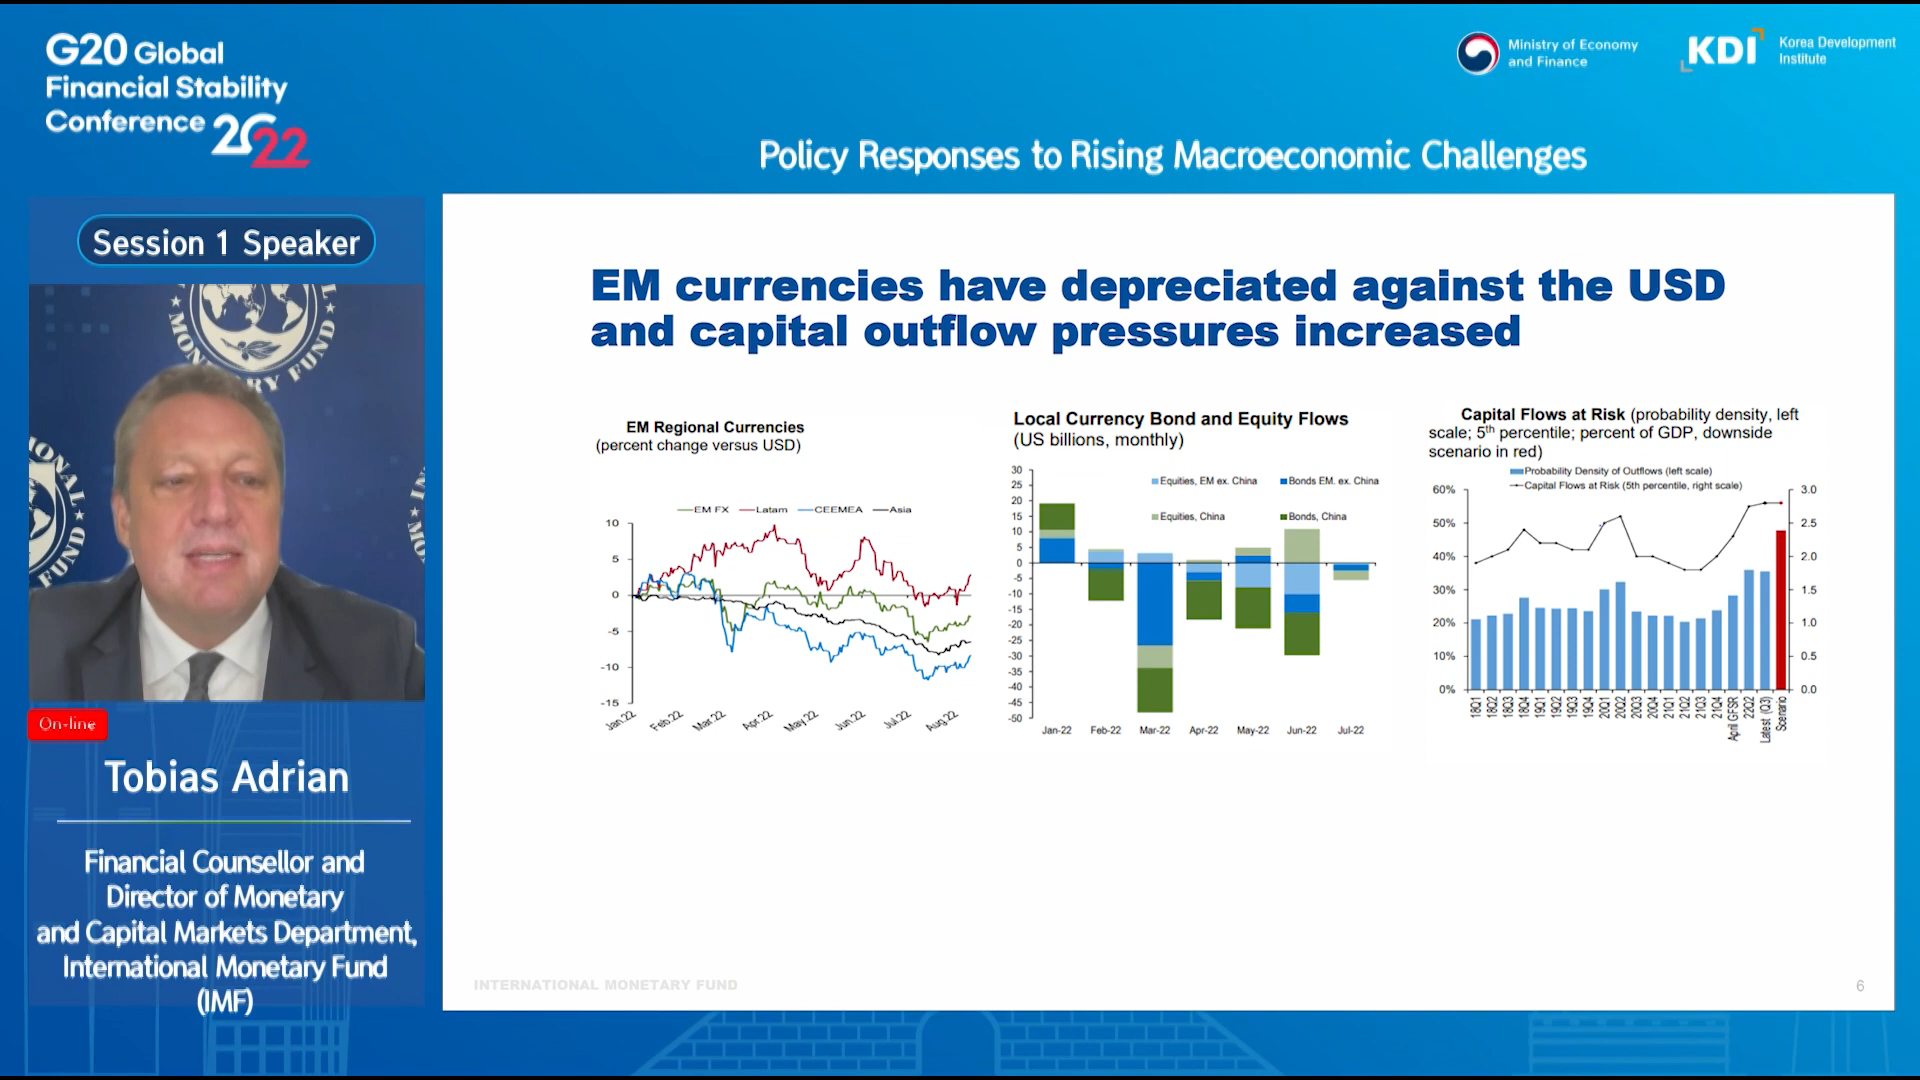 G20 Global
Financial Stability
Conference 2022
Ministry of Economy
and Finance
KDI
Korea Development
Institute
Policy Responses to Rising Macroeconomic Challenges
Session 1 Speaker
MONETARY FUND
On-line
Tobias Adrian
Financial Counsellor and
Director of Monetary
and Capital Markets Department,
International Monetary Fund
(IMF)
EM currencies have depreciated against the USD
and capital outflow pressures increased
EM Regional Currencies
(percent change versus USD)
EM FX Latam CEEMEA Asia
10
5
0
-5
-10
-15
Jan.22 Feb.22 Mar.22 Apr.22 May.22 Jun.22 Jul.22 Aug.22
Local Currency Bond and Equity Flows
(US billions, monthly)
Equities, EM ex. China Bonds EM. ex. China
Equities, China Bonds, China
30
25
20
15
10
5
0
-5
-10
-15
-20
-25
-30
-35
-40
-45
-50
Jan-22 Feb-22 Mar-22 Apr-22 May-22 Jun-22 Jul-22
Capital Flows at Risk (probability density, left
scale; 5th percentile; percent of GDP, downside
scenario in red)
Probability Density of Outflows (left scale)
Capital Flows at Risk (5th percentile, right scale)
60%
50%
40%
30%
20%
10%
0%
3.0
2.5
2.0
1.5
1.0
0.5
0.0
18Q1 18Q2 18Q3 18Q4 19Q1 19Q2 19Q3 19Q4 20Q1 20Q2 20Q3 20Q4 21Q1 21Q2 21Q3 21Q4 April GFSR 22Q2 Latest (Q3) Scenario
INTERNATIONAL MONETARY FUND
6